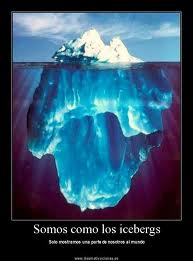 Somos como los icebergs
Solo mostramos una parte de nosotros al mundo